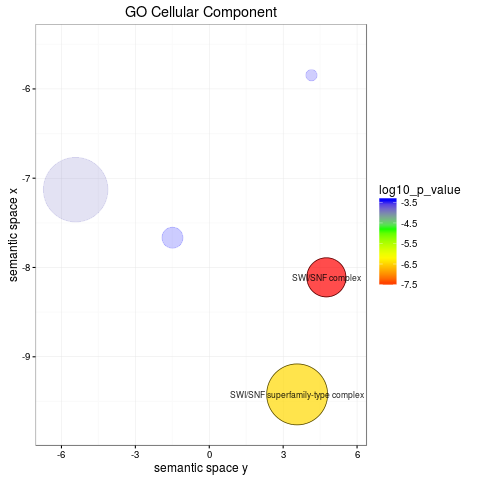 GO Cellular Component
-6
-7
-8
-9
semantic space x
SWI/SNF complex
SWI/SNF superfamily-type complex
-6
-3
0
3
6
semantic space y
log10_p_value
-3.5
-4.5
-5.5
-6.5
-7.5